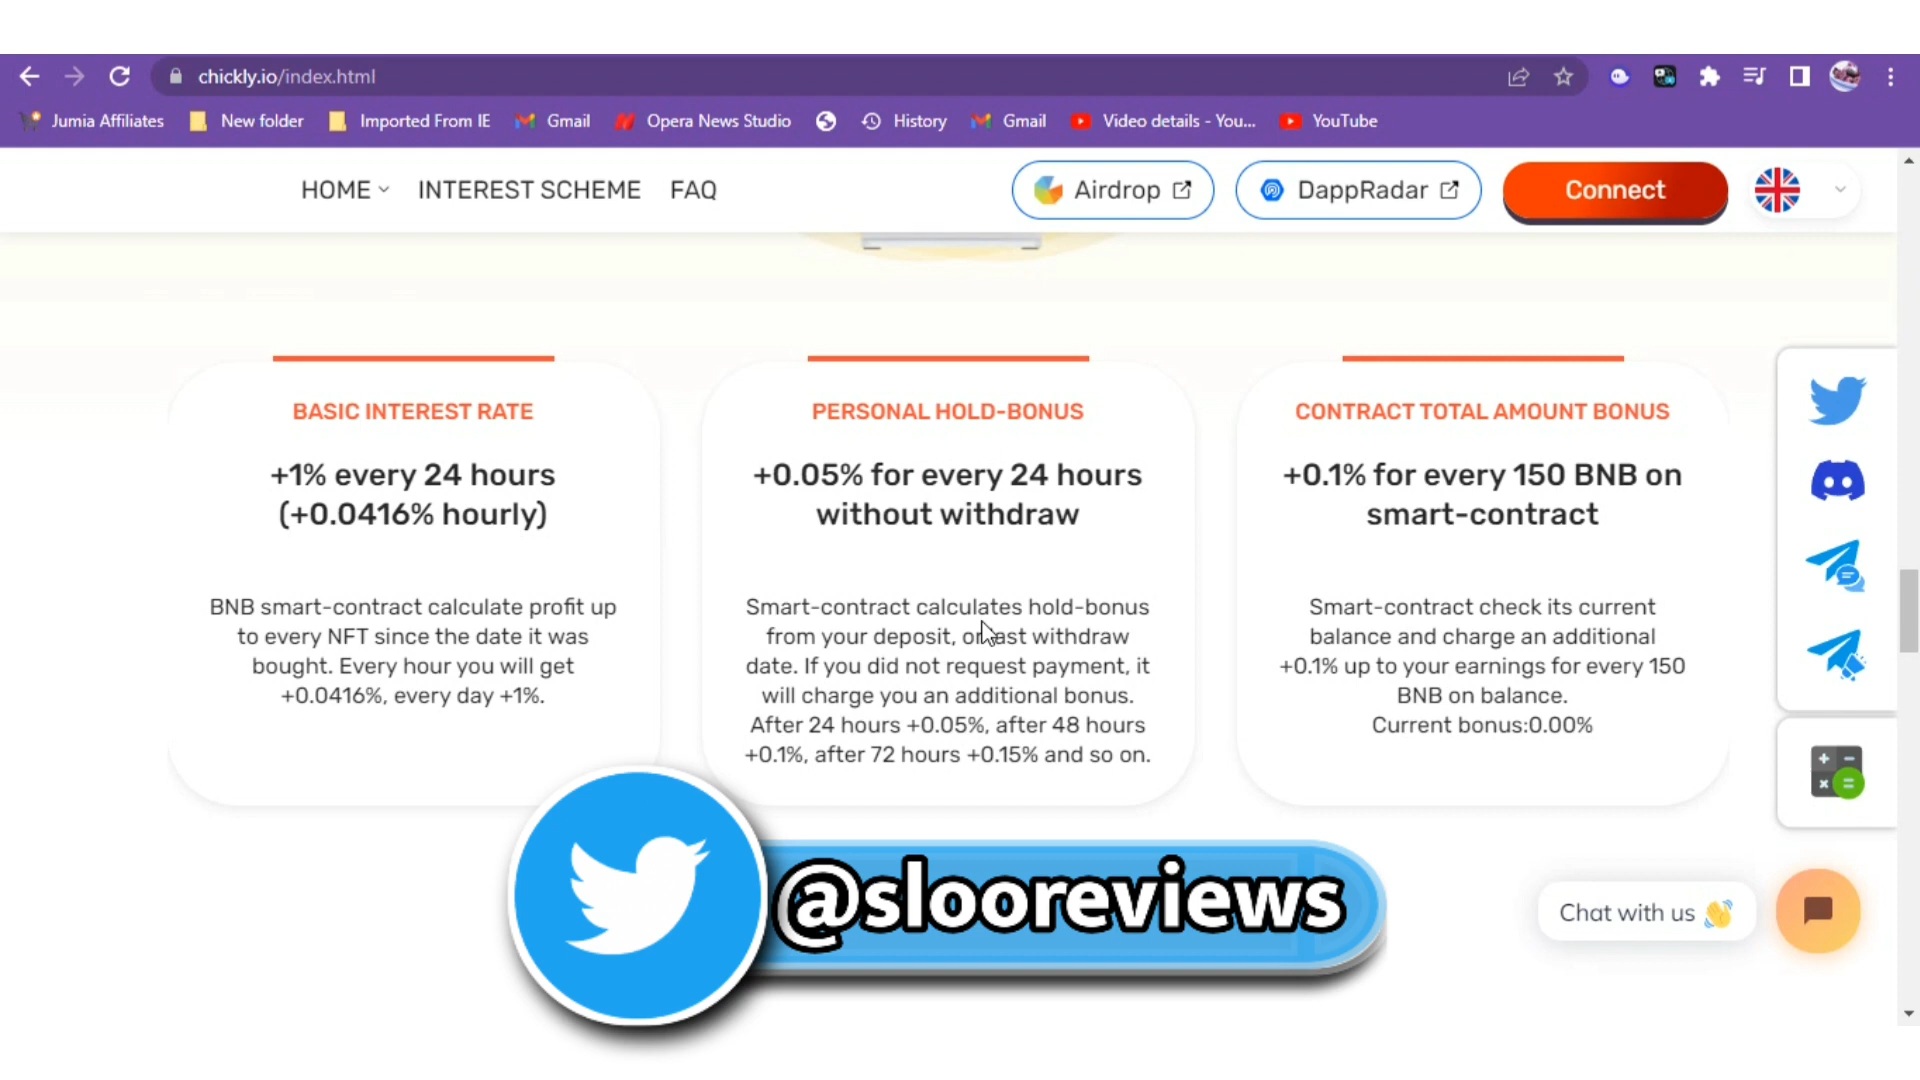 chickly.io/index.html
Jumia Affiliates New folder Imported From IE Gmail Opera News Studio History Gmail Video details - You... YouTube
HOME INTEREST SCHEME FAQ Airdrop DappRadar Connect
BASIC INTEREST RATE
+1% every 24 hours
(+0.0416% hourly)
BNB smart-contract calculate profit up
to every NFT since the date it was
bought. Every hour you will get
+0.0416%, every day +1%.
PERSONAL HOLD-BONUS
+0.05% for every 24 hours
without withdraw
Smart-contract calculates hold-bonus
from your deposit, or last withdraw
date. If you did not request payment, it
will charge you an additional bonus.
After 24 hours +0.05%, after 48 hours
+0.1%, after 72 hours +0.15% and so on.
CONTRACT TOTAL AMOUNT BONUS
+0.1% for every 150 BNB on
smart-contract
Smart-contract check its current
balance and charge an additional
+0.1% up to your earnings for every 150
BNB on balance.
Current bonus:0.00%
@slooreviews
Chat with us